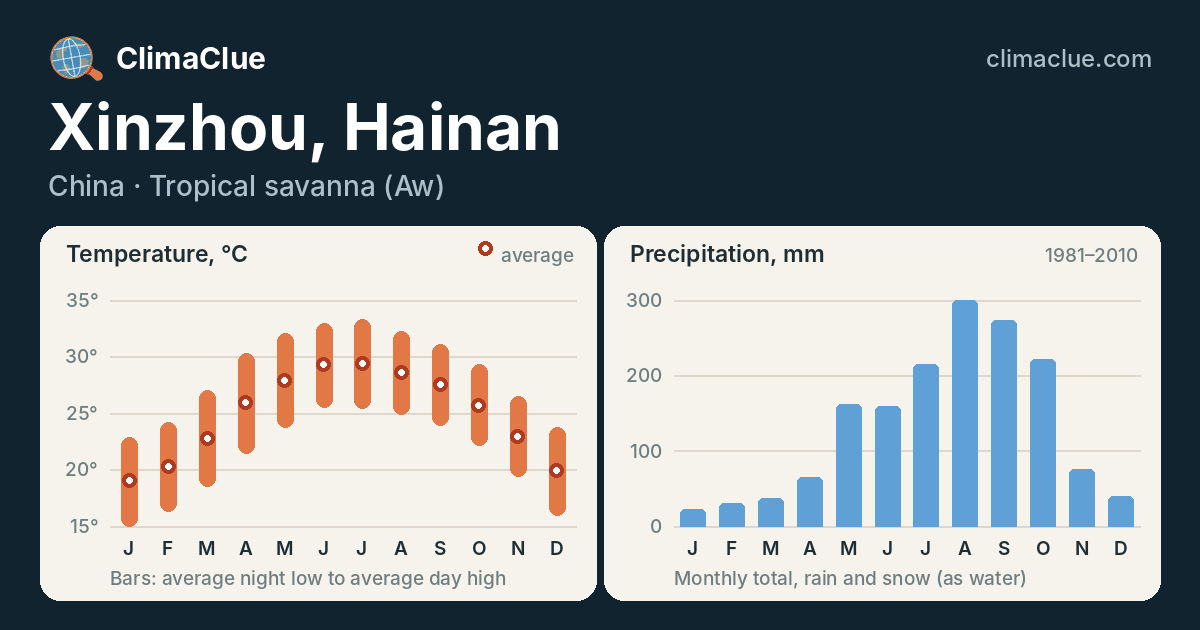 ClimaClue
climaclue.com
Xinzhou, Hainan
China · Tropical savanna (Aw)
Temperature, °C
average
35°
30°
25°
20°
15°
J F M A M J J A S O N D
Bars: average night low to average day high
Precipitation, mm
1981–2010
300
200
100
0
J F M A M J J A S O N D
Monthly total, rain and snow (as water)